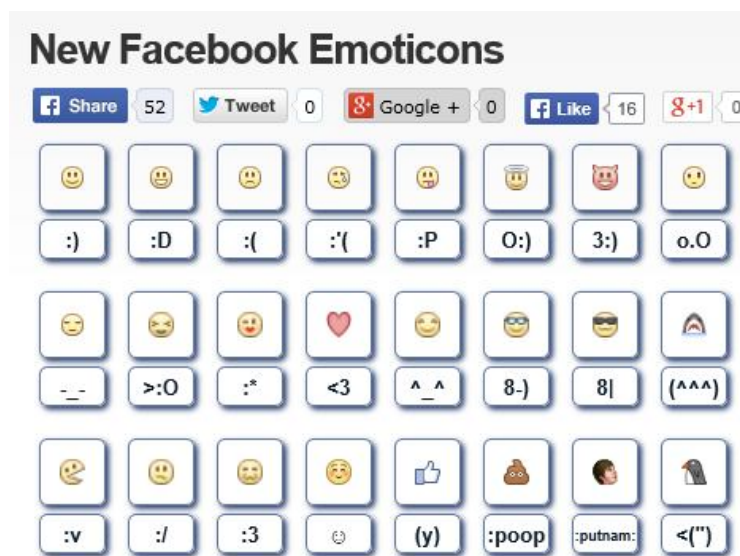 New Facebook Emoticons
Share 52 Tweet 0 Google + 0 Like 16 g+1 0
:) :D :( :'( :P O:) 3:) o.O
-_- >:O :* <3 ^_^ 8-) 8| (^^^)
:v :/ :3 ☺ (y) :poop :putnam: <(")